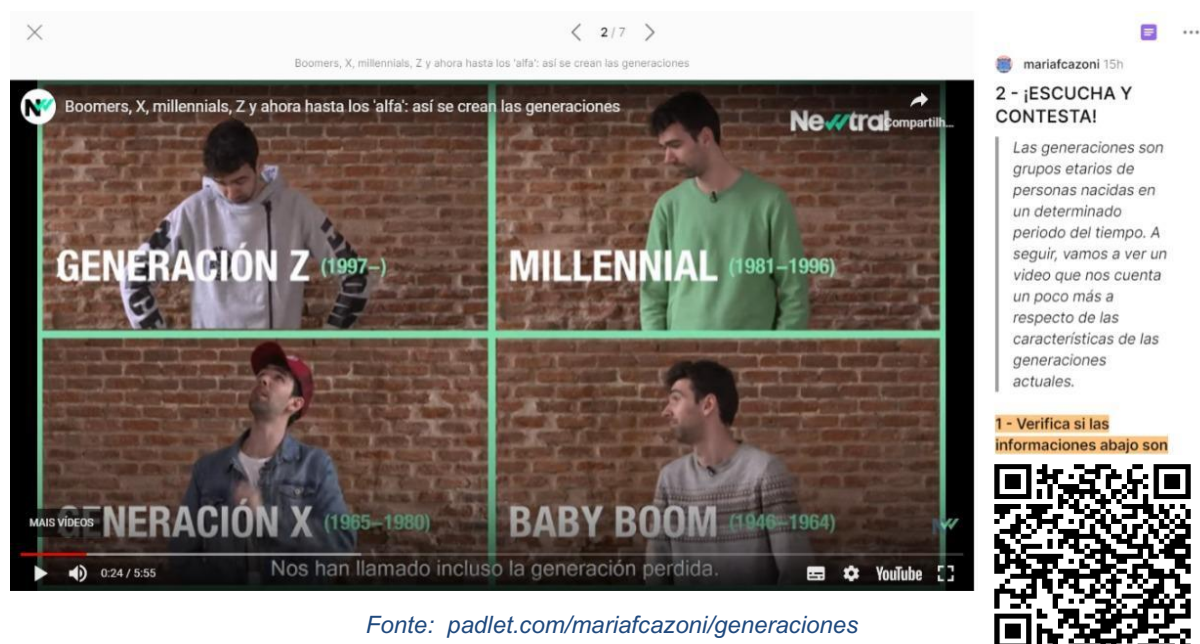 2 / 7
Boomers, X, millennials, Z y ahora hasta los 'alfa': así se crean las generaciones
Boomers, X, millennials, Z y ahora hasta los 'alfa': así se crean las generaciones
Newtral
Compartilh...
GENERACIÓN Z (1997–)
MILLENNIAL (1981–1996)
GENERACIÓN X (1965–1980)
BABY BOOM (1946–1964)
MAIS VÍDEOS
Nos han llamado incluso la generación perdida.
0:24 / 5:55
YouTube
mariafcazoni 15h
2 - ¡ESCUCHA Y
CONTESTA!
Las generaciones son
grupos etarios de
personas nacidas en
un determinado
periodo del tiempo. A
seguir, vamos a ver un
video que nos cuenta
un poco más a
respecto de las
características de las
generaciones
actuales.
1 - Verifica si las
informaciones abajo son
Fonte: padlet.com/mariafcazoni/generaciones